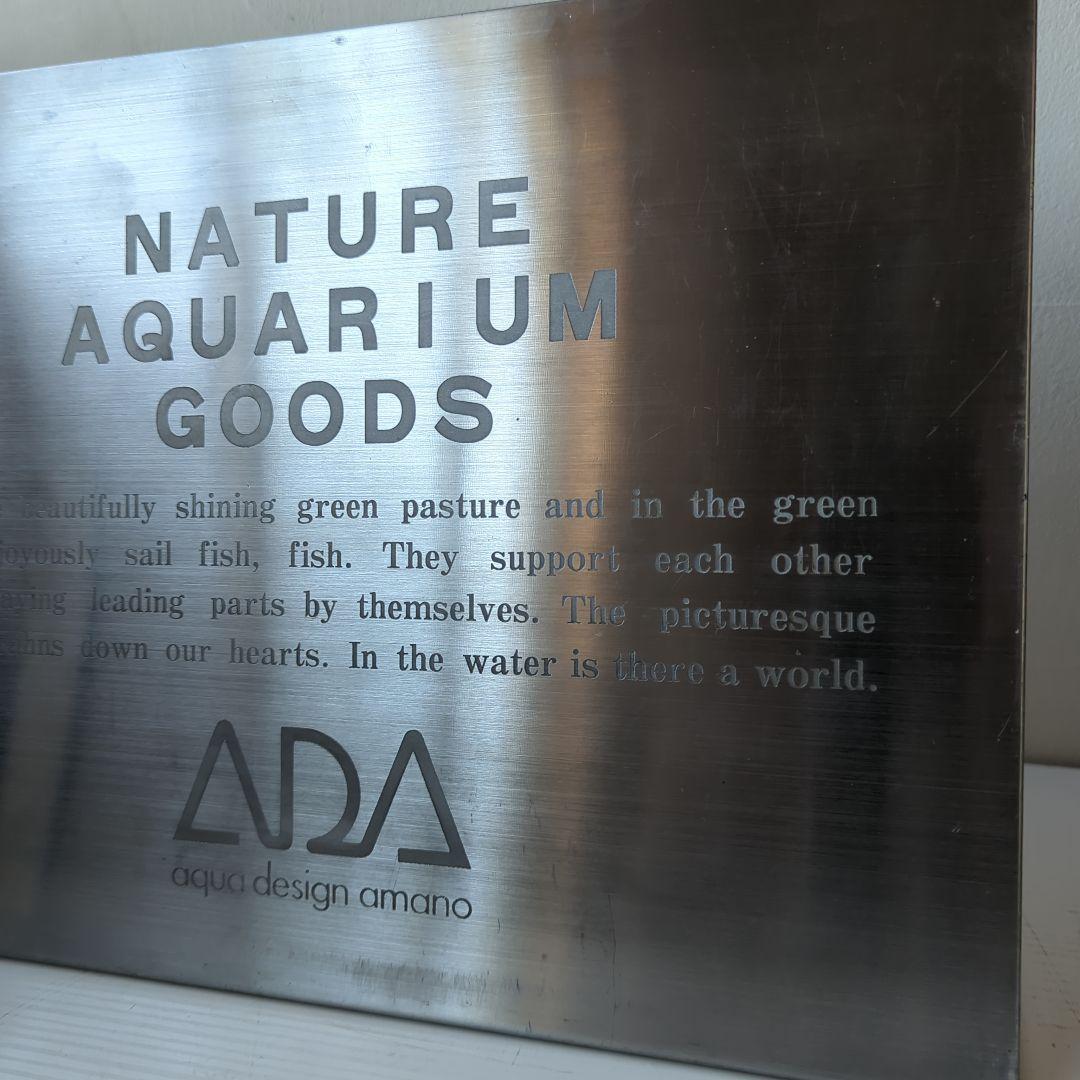 NATURE
AQUARIUM
GOODS
shining green pasture and in the green
sail fish, fish. They support each other
leading parts by themselves. The picturesque
down our hearts. In the water is there a world.
ADA
aqua design amano